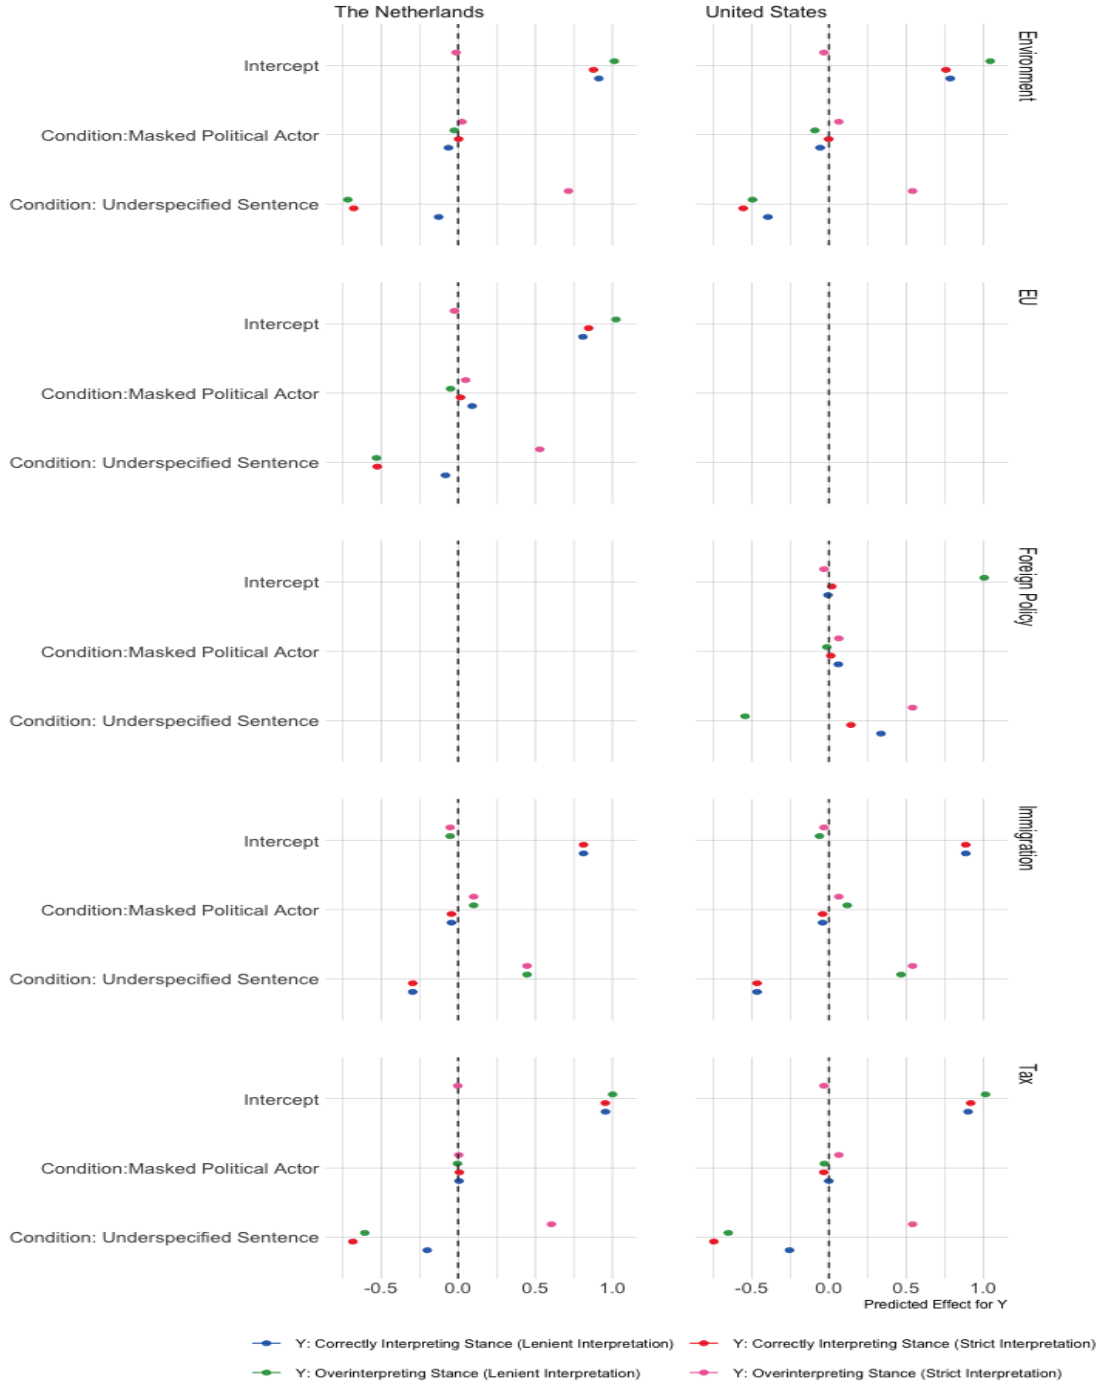 The Netherlands United States
Environment
Intercept
Condition:Masked Political Actor
Condition: Underspecified Sentence
EU
Intercept
Condition:Masked Political Actor
Condition: Underspecified Sentence
Foreign Policy
Intercept
Condition:Masked Political Actor
Condition: Underspecified Sentence
Immigration
Intercept
Condition:Masked Political Actor
Condition: Underspecified Sentence
Tax
Intercept
Condition:Masked Political Actor
Condition: Underspecified Sentence
-0.5 0.0 0.5 1.0 -0.5 0.0 0.5 1.0
Predicted Effect for Y
Y: Correctly Interpreting Stance (Lenient Interpretation) Y: Correctly Interpreting Stance (Strict Interpretation)
Y: Overinterpreting Stance (Lenient Interpretation) Y: Overinterpreting Stance (Strict Interpretation)